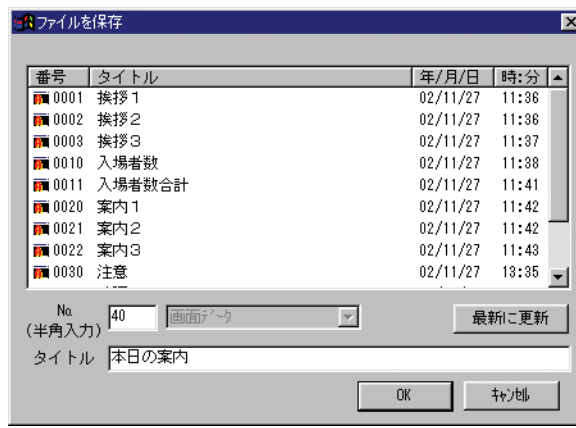 ファイルを保存
番号 タイトル 年/月/日 時:分
0001 挨拶1 02/11/27 11:36
0002 挨拶2 02/11/27 11:36
0003 挨拶3 02/11/27 11:37
0010 入場者数 02/11/27 11:38
0011 入場者数合計 02/11/27 11:41
0020 案内1 02/11/27 11:42
0021 案内2 02/11/27 11:42
0022 案内3 02/11/27 11:43
0030 注意 02/11/27 13:35
No. 40 画面ﾃﾞｰﾀ 最新に更新
(半角入力)
タイトル 本日の案内
OK ｷｬﾝｾﾙ